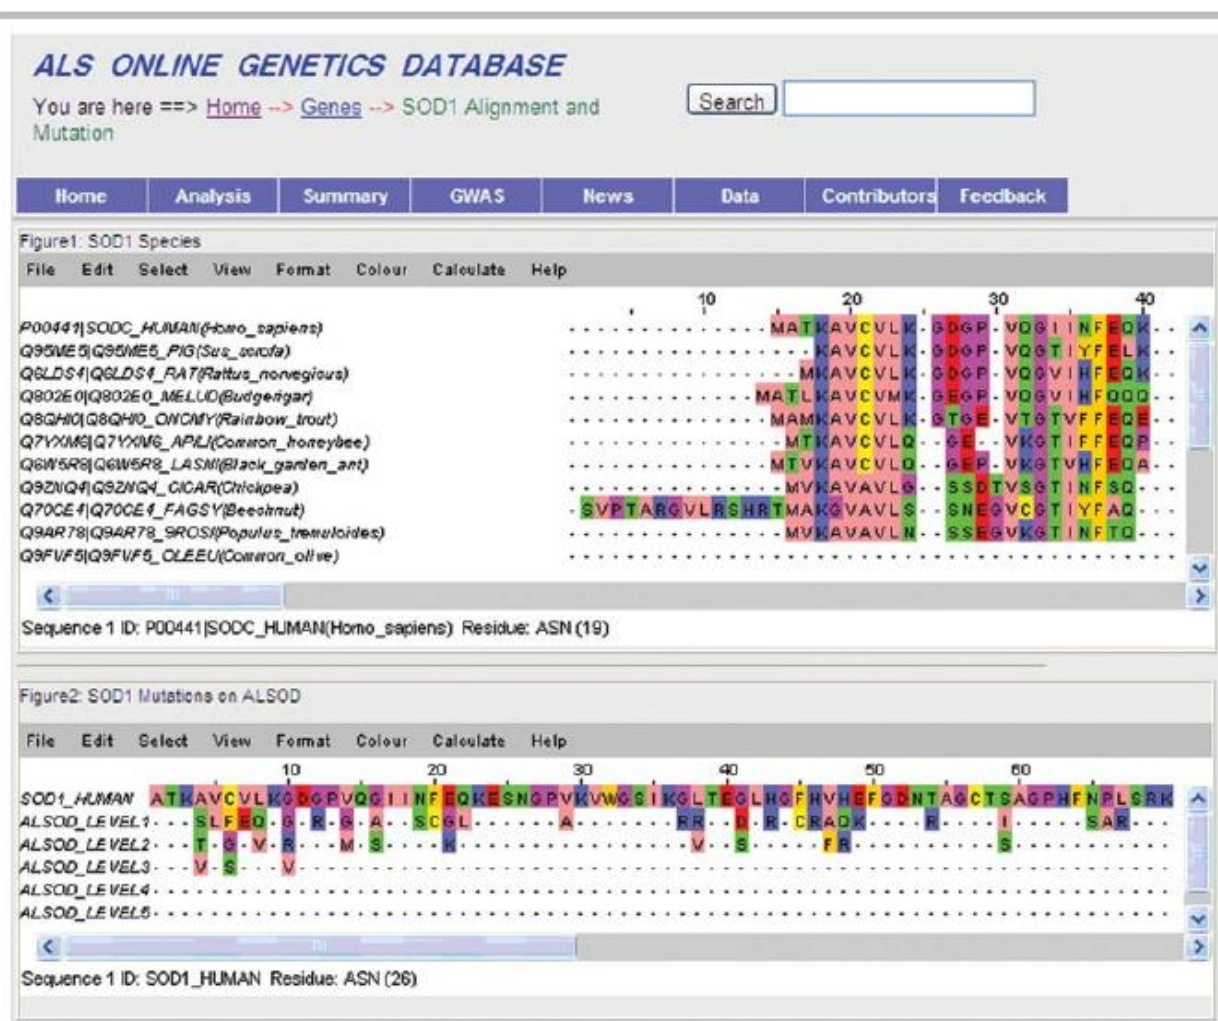 ALS ONLINE GENETICS DATABASE
You are here ==> Home --> Genes --> SOD1 Alignment and
Mutation
Search
Home Analysis Summary GWAS News Data Contributors Feedback
Figure1: SOD1 Species
File Edit Select View Format Colour Calculate Help
10 20 30 40
P00441|SODC_HUMAN(Homo_sapiens) MATKAVCVLK-GDGP-VQGIINFEQK
Q95ME5|Q95ME5_PIG(Sus_scrofa) KAVCVLK-GDGP-VQGTIYFELK
Q6LDS4|Q6LDS4_RAT(Rattus_norvegicus) MKAVCVLK-GDGP-VQGVIHFEQK
Q802E0|Q802E0_MELUD(Budgerigar) MATLKAVCVMK-GEGP-VQGVIHFQQQ
Q8QHI0|Q8QHI0_ONCMY(Rainbow_trout) MAMKAVCVLK-GTGE-VTGTVFFEQE
Q7YXM6|Q7YXM6_APILI(Common_honeybee) MTKAVCVLQ--GE--VKGTIFFEQP
Q6W5R8|Q6W5R8_LASNI(Black_garden_ant) MTVKAVCVLQ--GEP-VKGTVHFEQA
Q9ZNQ4|Q9ZNQ4_CICAR(Chickpea) MVKAVAVLG--SSDTVSGTINFSQ
Q70CE4|Q70CE4_FAGSY(Beechnut) SVPTARGVLRSHRTMAKGVAVLS--SNEGVCGTIYFAQ
Q9AR78|Q9AR78_9ROSI(Populus_tremuloides) MVKAVAVLN--SSEGVKGTINFTQ
Q9FVF5|Q9FVF5_OLEEU(Common_olive)
Sequence 1 ID: P00441|SODC_HUMAN(Homo_sapiens) Residue: ASN (19)
Figure2: SOD1 Mutations on ALSOD
File Edit Select View Format Colour Calculate Help
10 20 30 40 50 60
SOD1_HUMAN ATKAVCVLKGDGPVQGIINFEQKESNGPVKVWGSIKGLTEGLHGFHVHEFGDNTAGCTSAGPHFNPLSRK
ALSOD_LEVEL1---SLFEQ-G-R-G-A--SCGL------A-------RR--D-R-CRAQK----R----I-----SAR---
ALSOD_LEVEL2---T-G-V-R---M-S----K----------------V--S-----FR----------S-----------
ALSOD_LEVEL3---V-S---V
ALSOD_LEVEL4
ALSOD_LEVEL5
Sequence 1 ID: SOD1_HUMAN Residue: ASN (26)